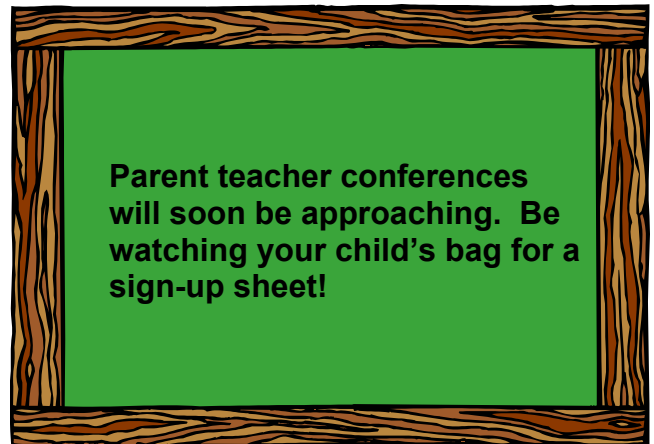 Parent teacher conferences
will soon be approaching.  Be
watching your child’s bag for a
sign-up sheet!